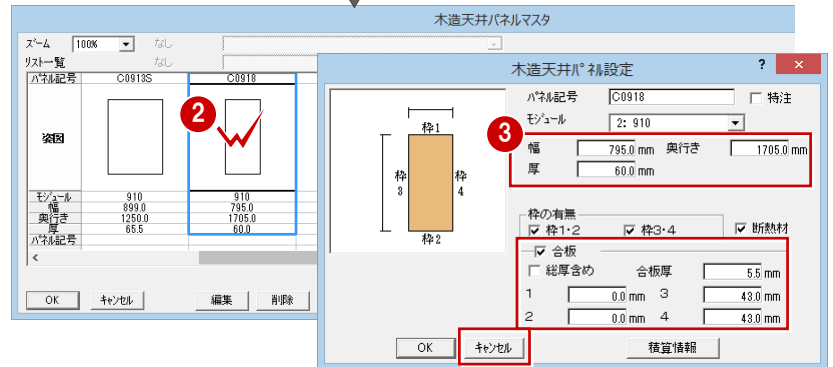 木造天井パネルマスタ
ズーム 100% なし
リスト一覧 なし
パネル記号 C0913S C0918
姿図 2
モジュール 910 910
幅 899.0 795.0
奥行き 1250.0 1705.0
厚 65.5 60.0
パネル記号
<
OK キャンセル 編集 削除
木造天井パネル設定 ? ×
パネル記号 C0918 特注
モジュール 2: 910
3
幅 795.0 mm 奥行き 1705.0 mm
厚 60.0 mm
枠1
枠3 枠4
枠2
枠の有無
枠1・2 枠3・4 断熱材
合板
総厚含め 合板厚 5.5 mm
1 0.0 mm 3 43.0 mm
2 0.0 mm 4 43.0 mm
OK キャンセル 積算情報